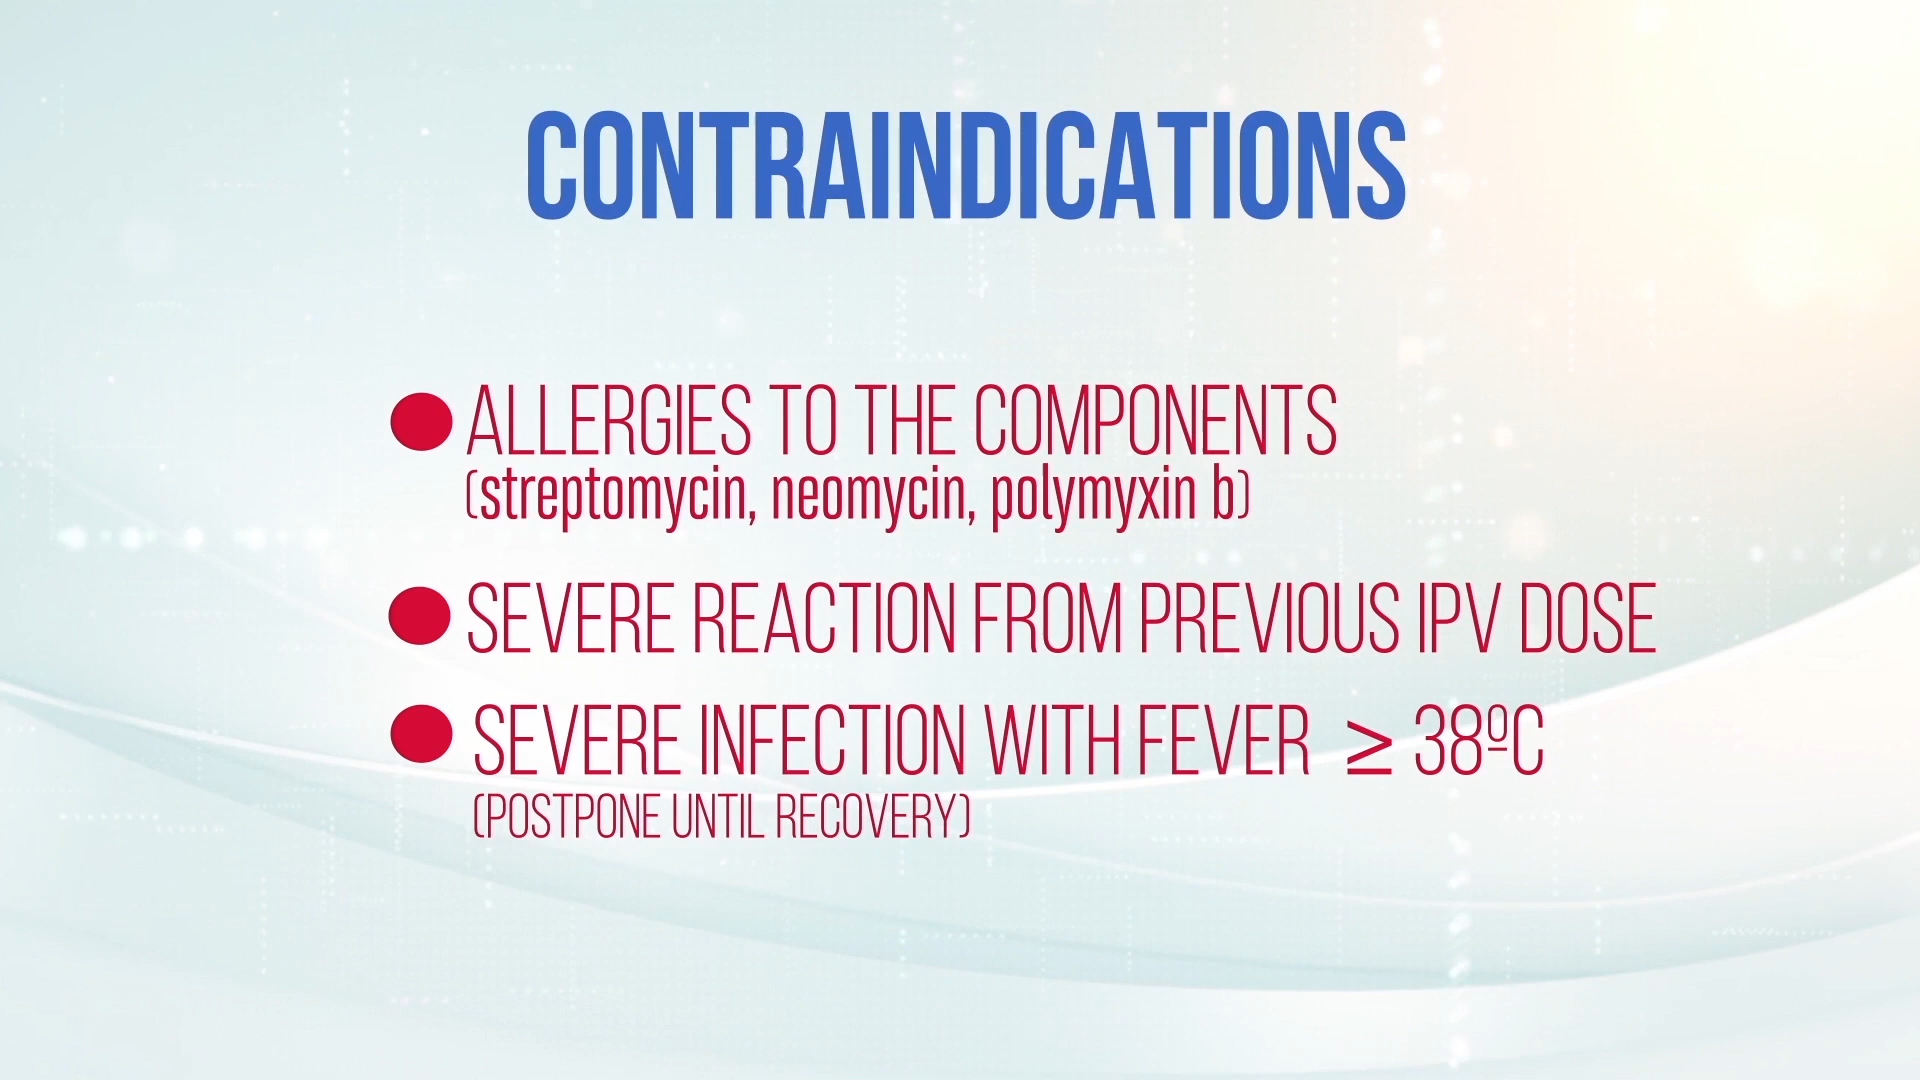 CONTRAINDICATIONS
ALLERGIES TO THE COMPONENTS
(streptomycin, neomycin, polymyxin b)
SEVERE REACTION FROM PREVIOUS IPV DOSE
SEVERE INFECTION WITH FEVER ≥ 38ºC
(POSTPONE UNTIL RECOVERY)